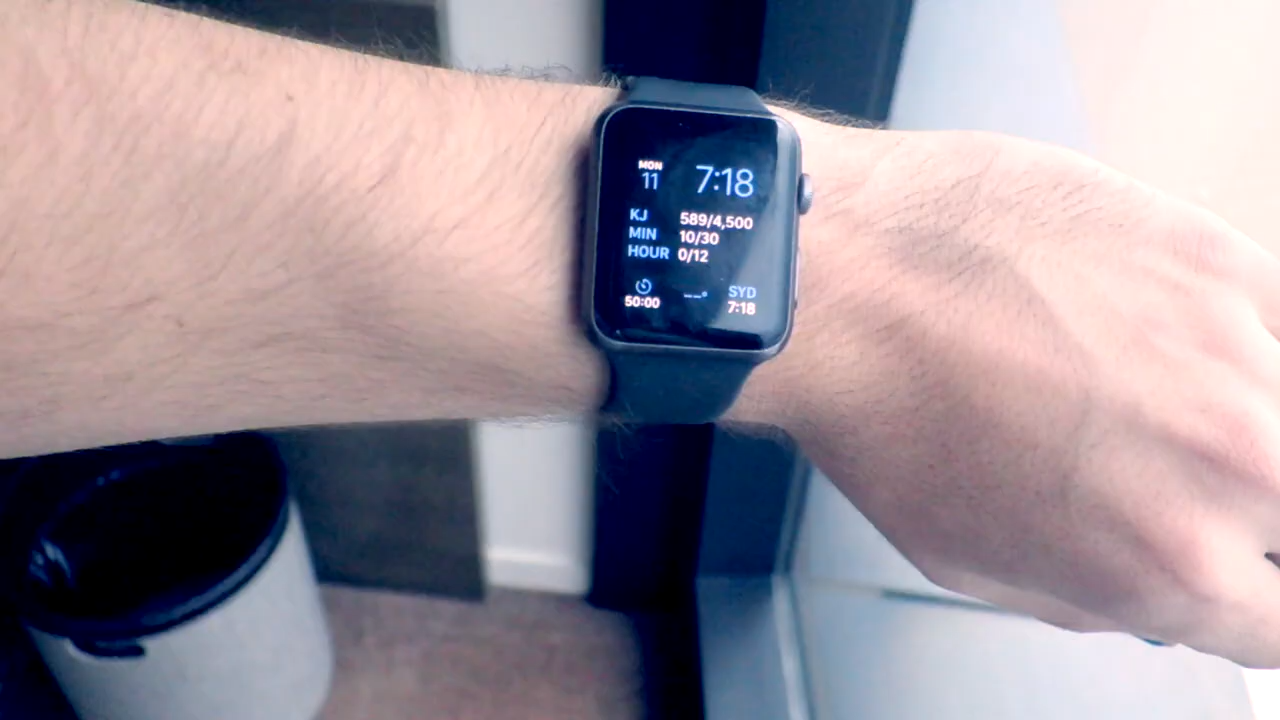 MON
11 7:18
KJ 589/4,500
MIN 10/30
HOUR 0/12
--° SYD
50:00 7:18